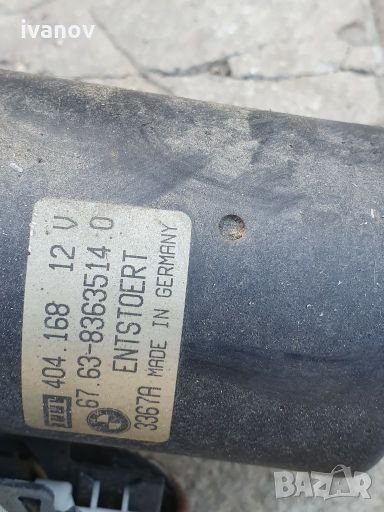 ivanov
404 168 12 V
67.63-8363514 0
ENTSTOERT
3367A MADE IN GERMANY
BAZAR